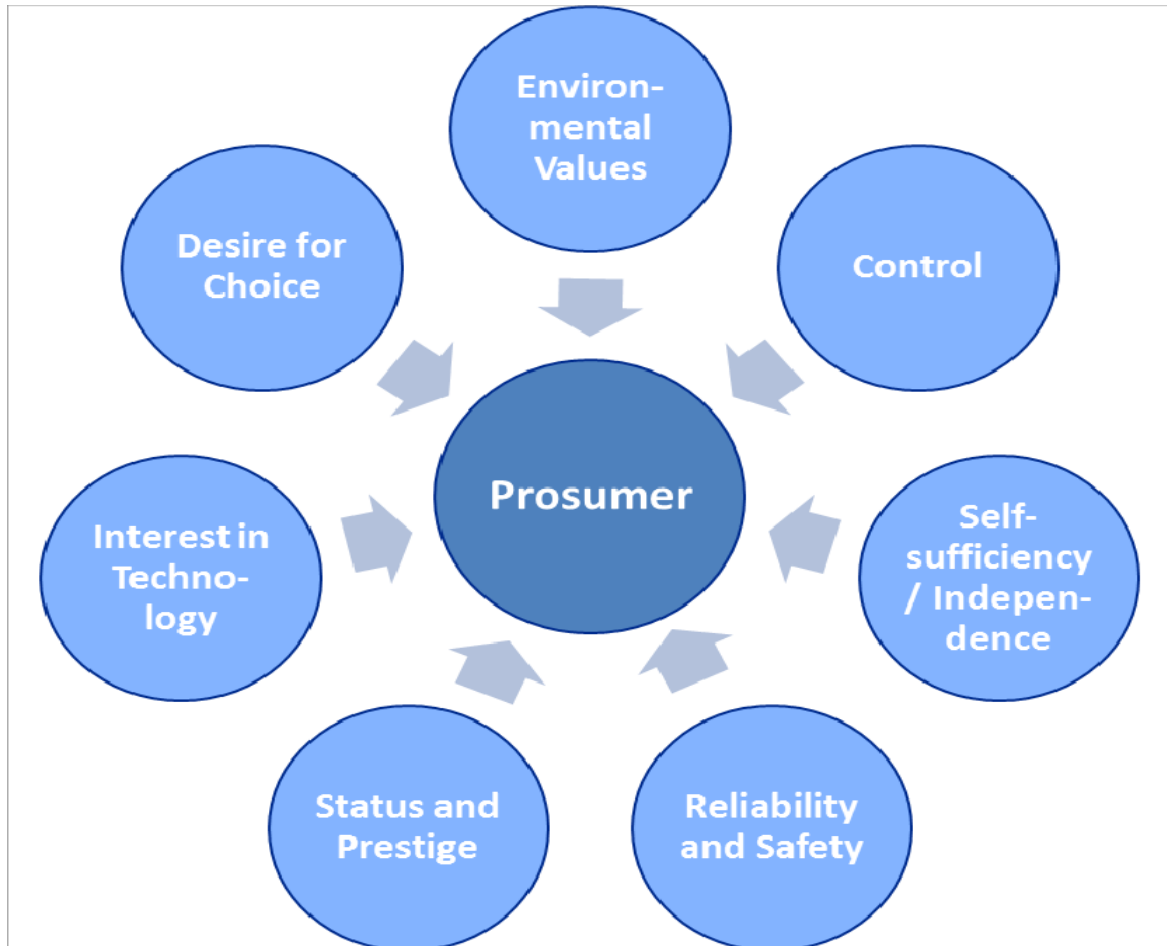 Environ-
mental
Values
Control
Self-
sufficiency
/ Indepen-
dence
Reliability
and Safety
Status and
Prestige
Interest in
Techno-
logy
Desire for
Choice
Prosumer